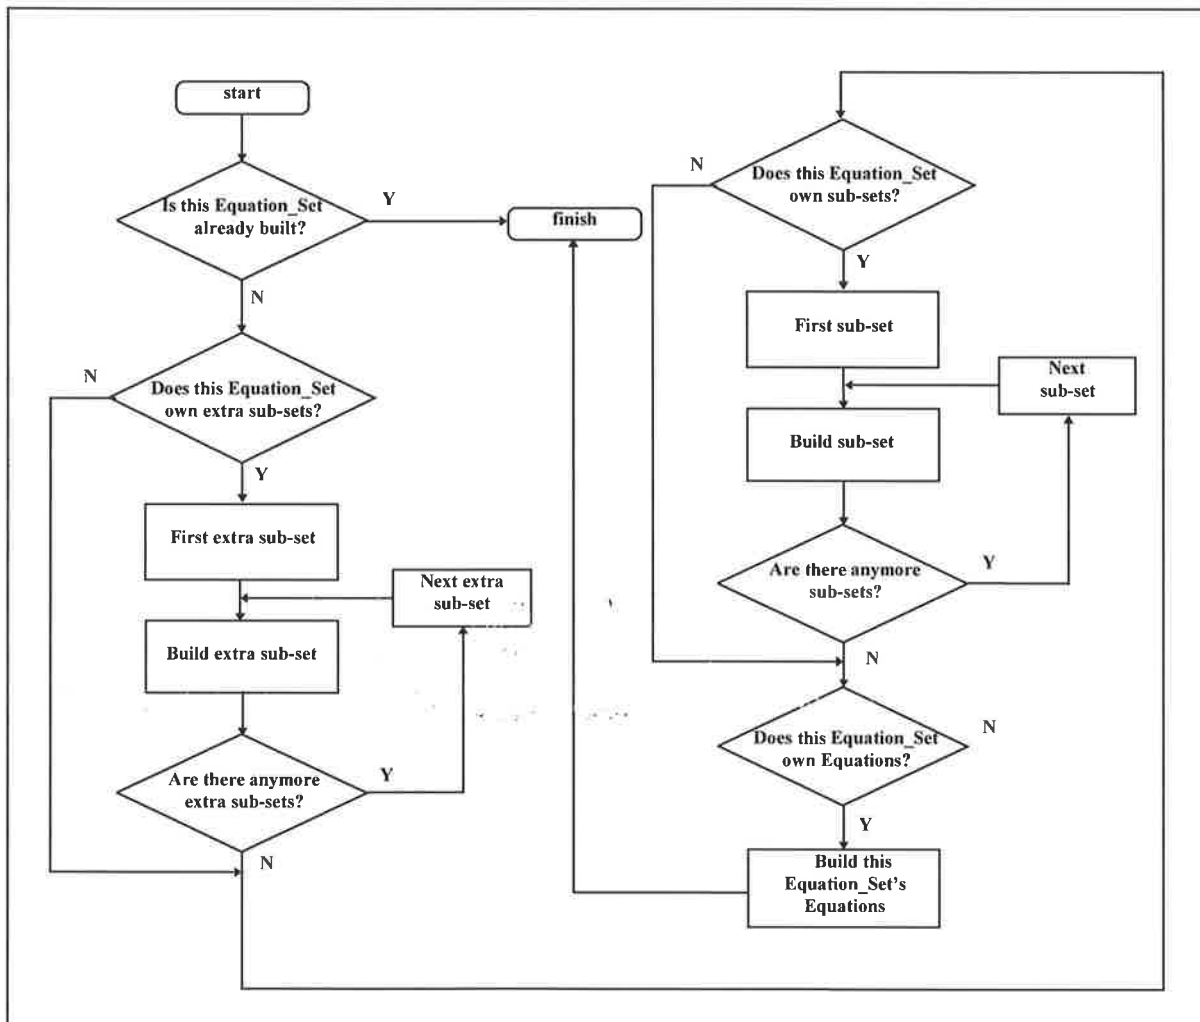 start
Is this Equation_Set
already built?
Y
finish
N
Does this Equation_Set
own extra sub-sets?
N
Y
First extra sub-set
Next extra
sub-set
Build extra sub-set
Are there anymore
extra sub-sets?
Y
N
Does this Equation_Set
own sub-sets?
N
Y
First sub-set
Next
sub-set
Build sub-set
Are there anymore
sub-sets?
Y
N
Does this Equation_Set
own Equations?
N
Y
Build this
Equation_Set's
Equations